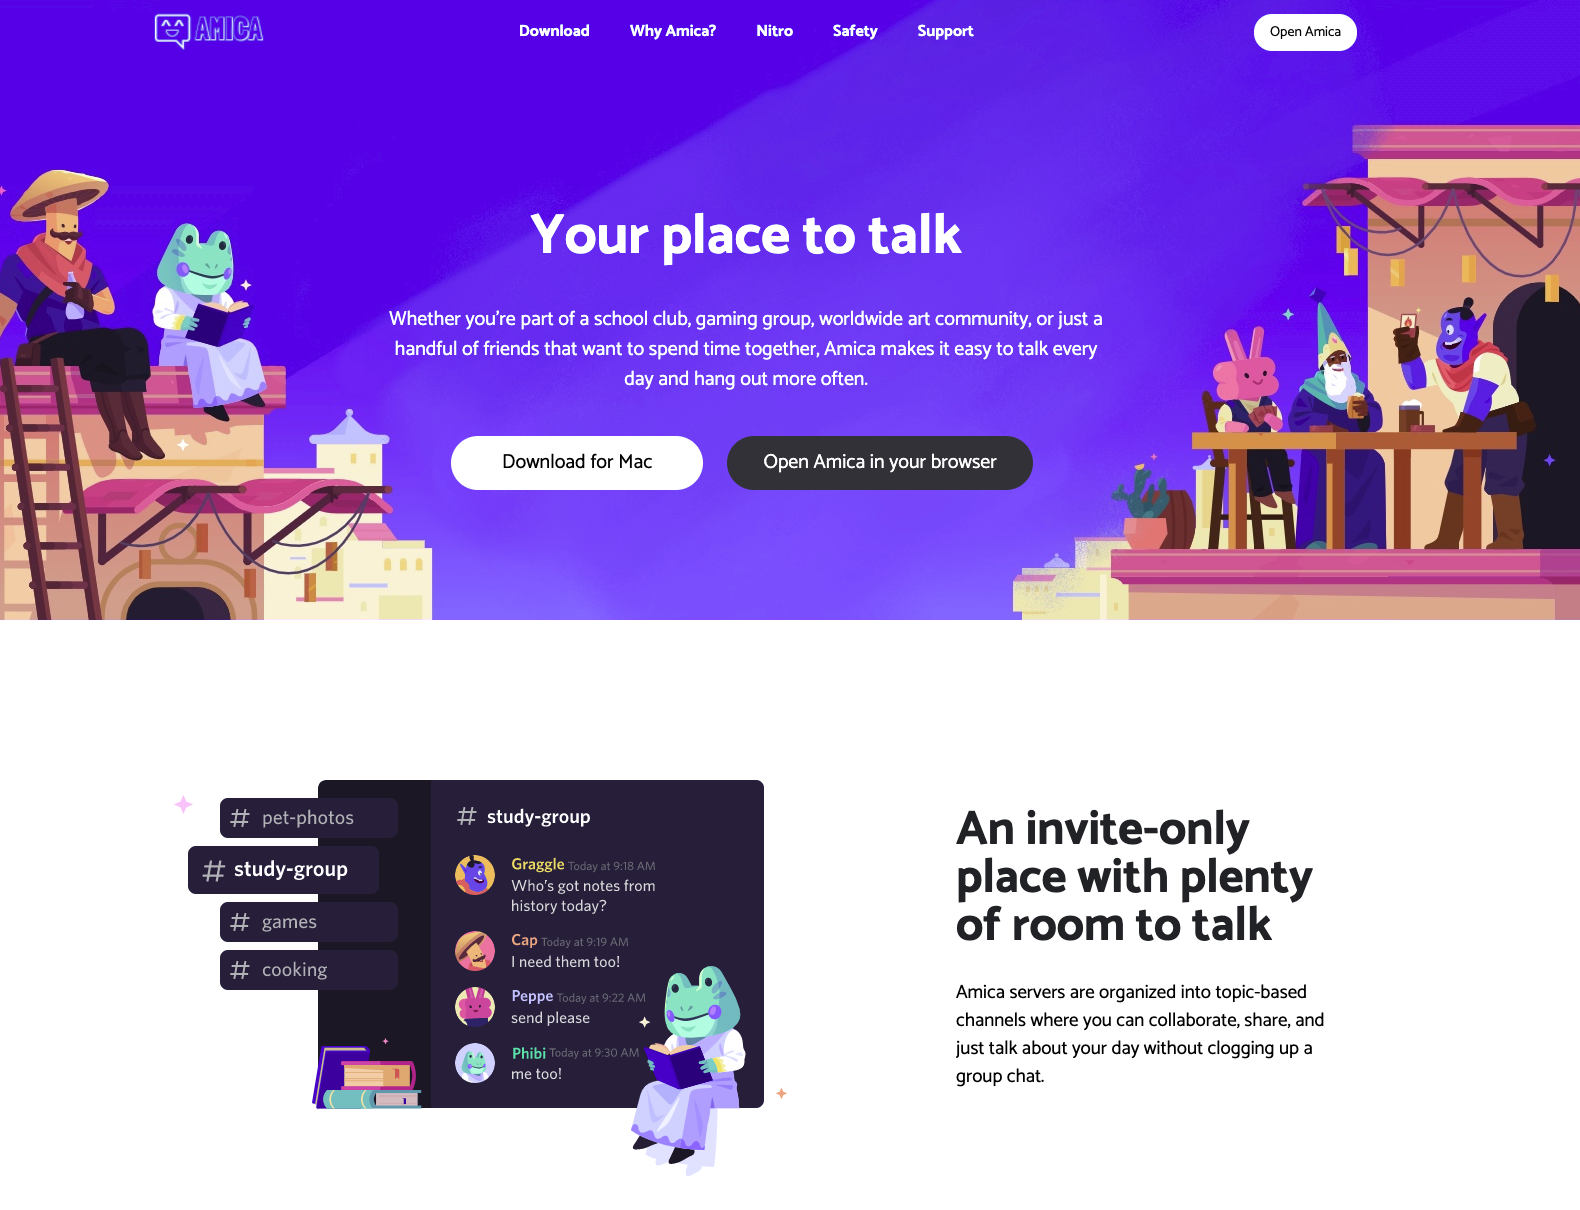 AMICA
Download
Why Amica?
Nitro
Safety
Support
Open Amica
Your place to talk
Whether you're part of a school club, gaming group, worldwide art community, or just a
handful of friends that want to spend time together, Amica makes it easy to talk every
day and hang out more often.
Download for Mac
Open Amica in your browser
# pet-photos
# study-group
# games
# cooking
# study-group
Graggle Today at 9:18 AM
Who's got notes from
history today?
Cap Today at 9:19 AM
I need them too!
Peppe Today at 9:22 AM
send please
Phibi Today at 9:30 AM
me too!
An invite-only
place with plenty
of room to talk
Amica servers are organized into topic-based
channels where you can collaborate, share, and
just talk about your day without clogging up a
group chat.